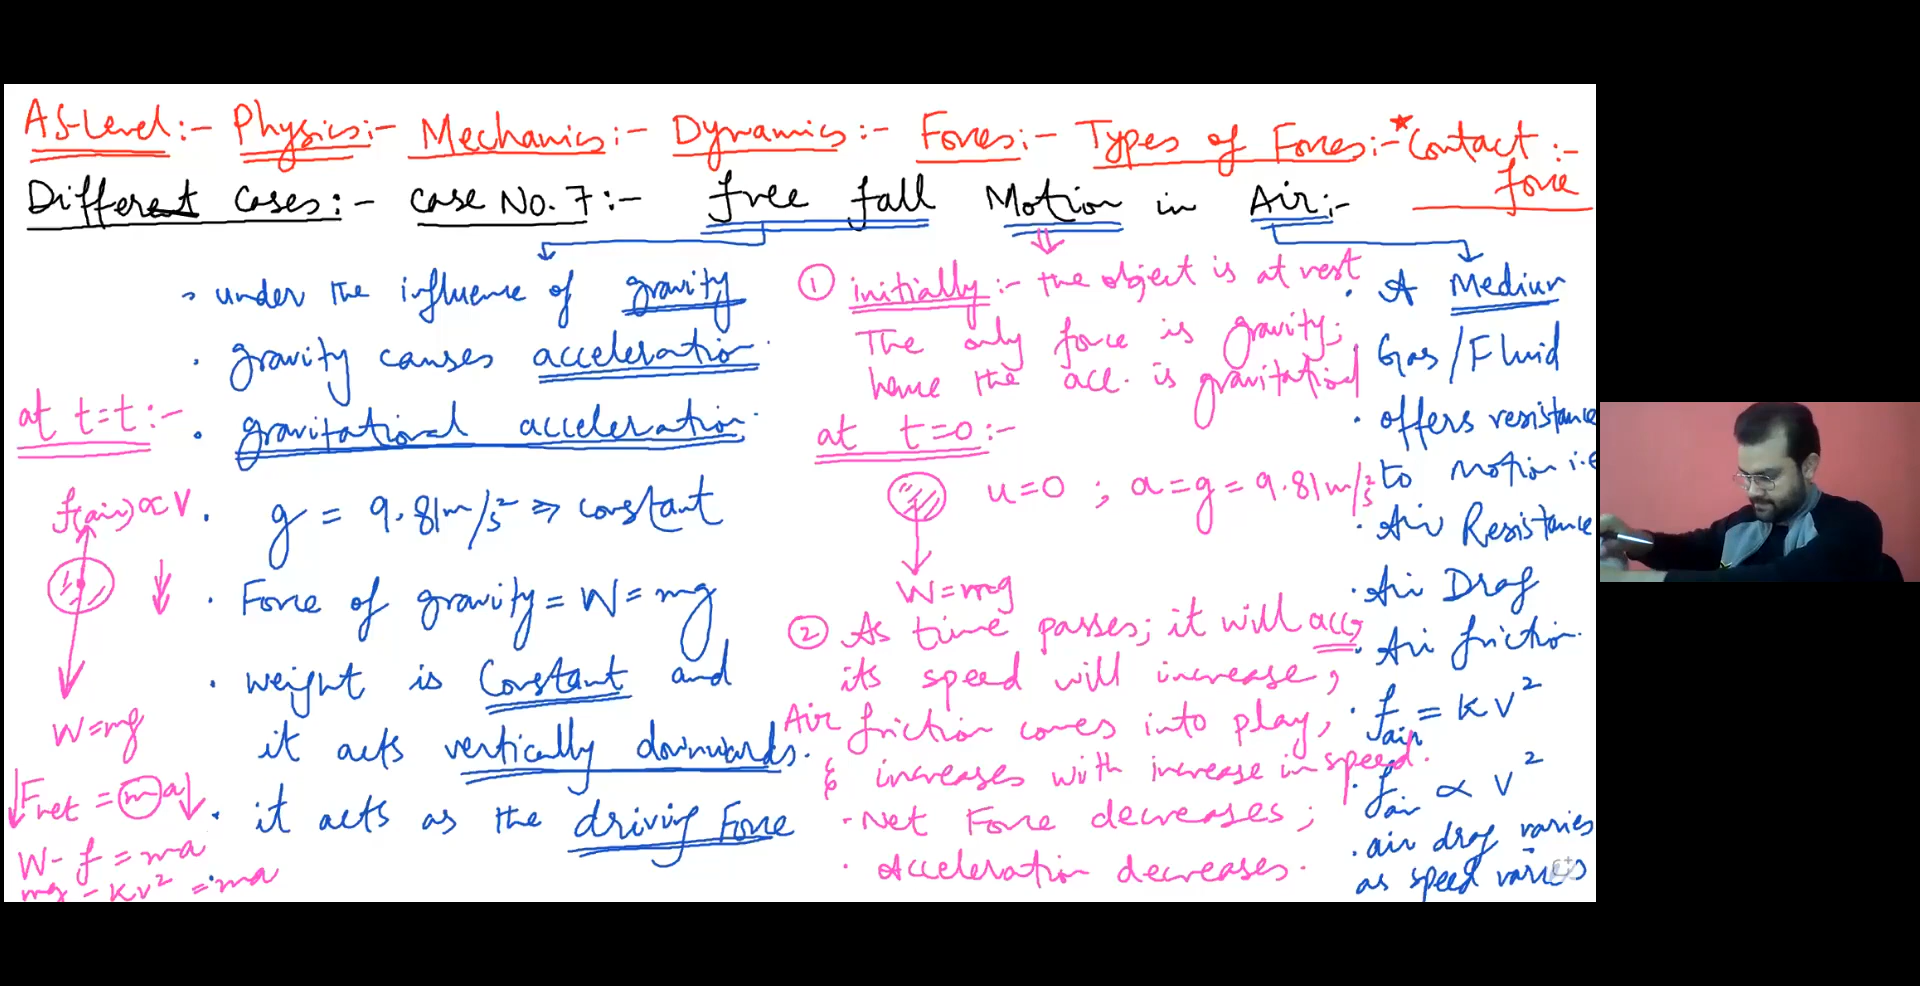 AS-Level:- Physics:- Mechanics:- Dynamics:- Forces:- Types of Forces:- *Contact force:-
Different Cases:- Case No. 7:- free fall Motion in Air:-
• under the influence of gravity
• gravity causes acceleration.
• gravitational acceleration.
• g = 9.81m/s² ⇒ constant
• Force of gravity = W = mg
• weight is Constant and
it acts vertically downwards.
• it acts as the driving Force
at t=t:-
f(air) ∝ V
W=mg
↓Fnet = ma↓
W - f = ma
mg - kv² = ma
① initially:- the object is at rest
The only force is gravity;
hence the acc. is gravitational
at t=0:-
u=0 ; a=g=9.81m/s²
W=mg
② As time passes; it will acc,
its speed will increase,
Air friction comes into play,
& increases with increase in speed.
• Net Force decreases;
• Acceleration decreases.
• A Medium
Gas/Fluid
• offers resistance
to motion i.e
• Air Resistance
• Air Drag
• Air friction.
• fair = KV²
• fair ∝ V²
• air drag varies
as speed varies